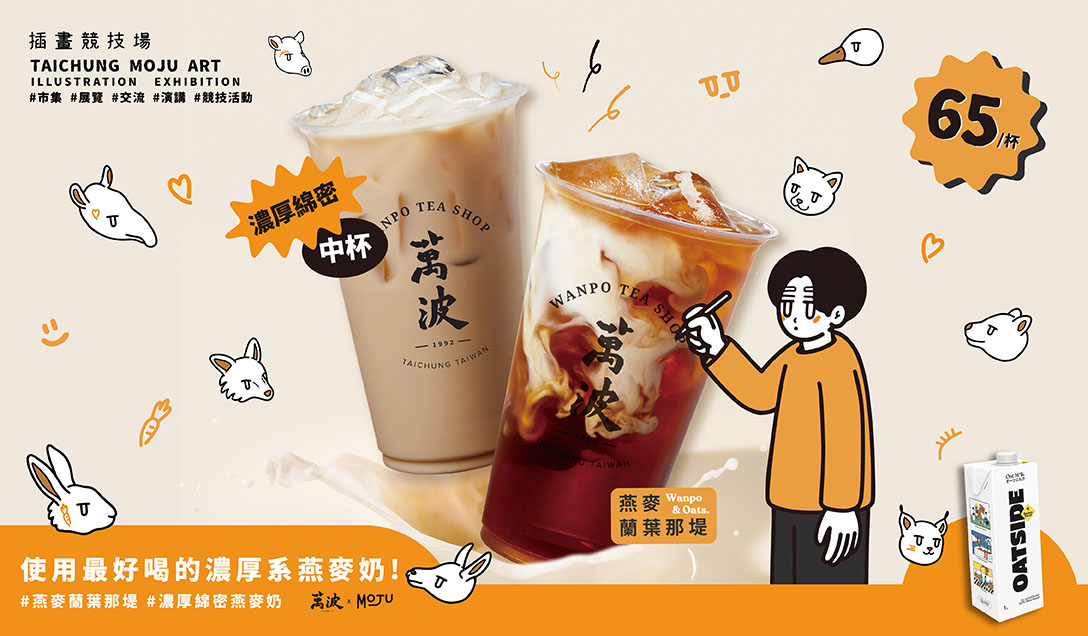 插畫競技場
TAICHUNG MOJU ART
ILLUSTRATION EXHIBITION
#市集 #展覽 #交流 #演講 #競技活動
65/杯
濃厚綿密
中杯
WANPO TEA SHOP
萬波
1992
TAICHUNG TAIWAN
WANPO TEA SHOP
萬波
TAICHUNG TAIWAN
燕麥 Wanpo
& Oats.
蘭葉那堤
Oat M*lk
OATSIDE
使用最好喝的濃厚系燕麥奶!
#燕麥蘭葉那堤 #濃厚綿密燕麥奶
萬波 x MOJU